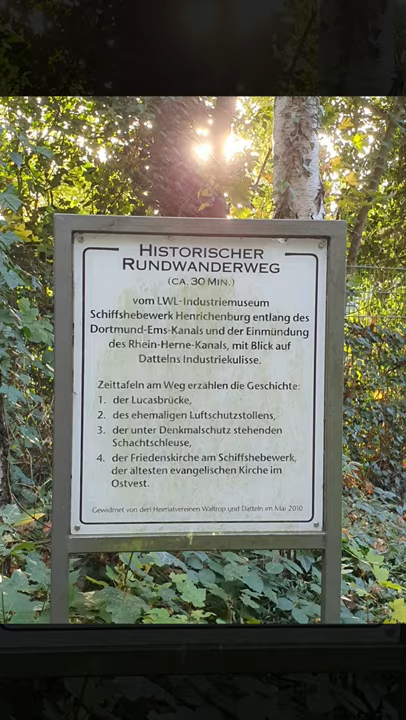 HISTORISCHER
RUNDWANDERWEG
(CA. 30 MIN.)
vom LWL-Industriemuseum
Schiffshebewerk Henrichenburg entlang des
Dortmund-Ems-Kanals und der Einmündung
des Rhein-Herne-Kanals, mit Blick auf
Dattelns Industriekulisse.
Zeittafeln am Weg erzählen die Geschichte:
1. der Lucasbrücke,
2. des ehemaligen Luftschutzstollens,
3. der unter Denkmalschutz stehenden
Schachtschleuse,
4. der Friedenskirche am Schiffshebewerk,
der ältesten evangelischen Kirche im
Ostvest.
Gewidmet von den Heimatvereinen Waltrop und Datteln im Mai 2010